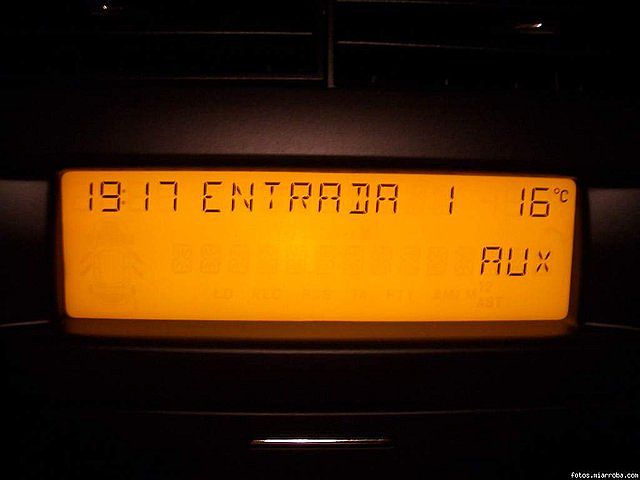 19:17 ENTRADA 1 16°C
AUX
fotos.miarroba.com